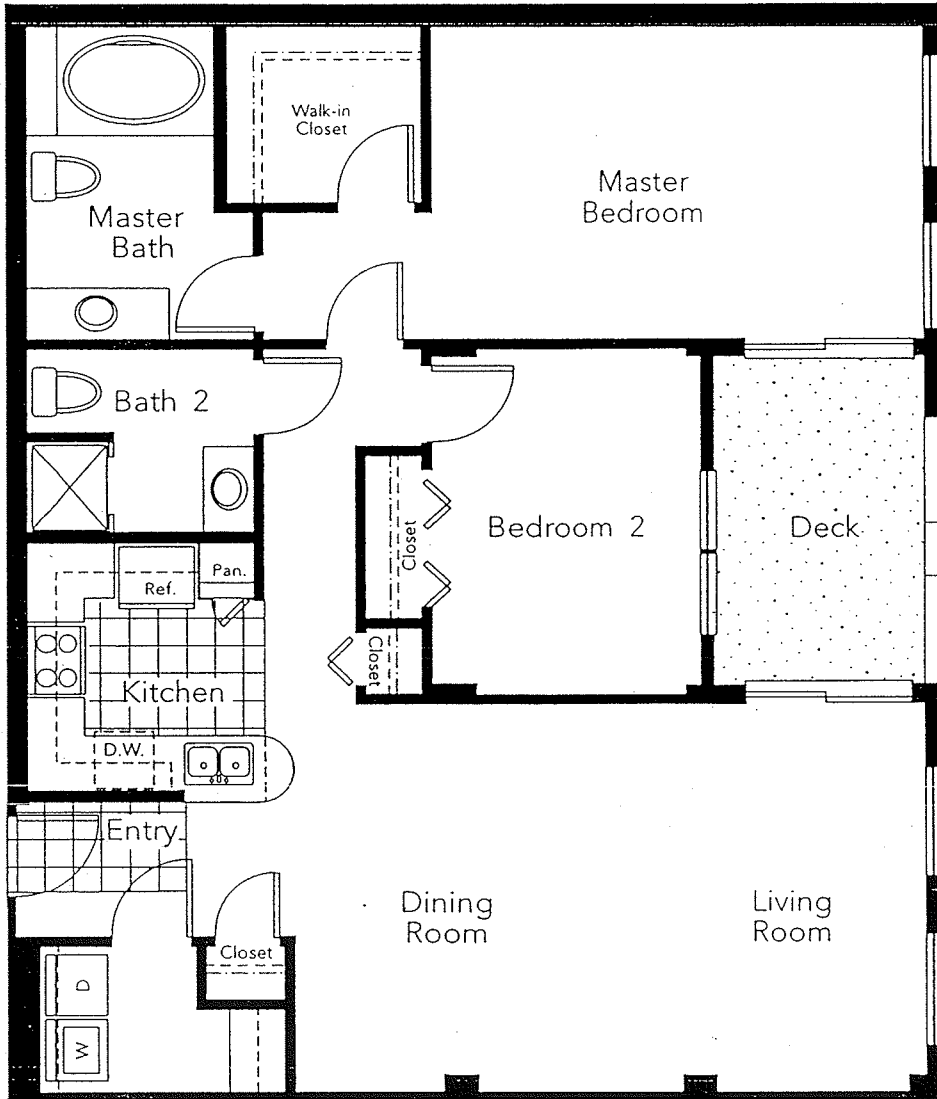 Walk-in
Closet
Master
Bedroom
Master
Bath
Bath 2
Closet
Bedroom 2
Deck
Ref.
Pan.
Closet
Kitchen
D.W.
Entry
Dining
Room
Living
Room
Closet
D
W